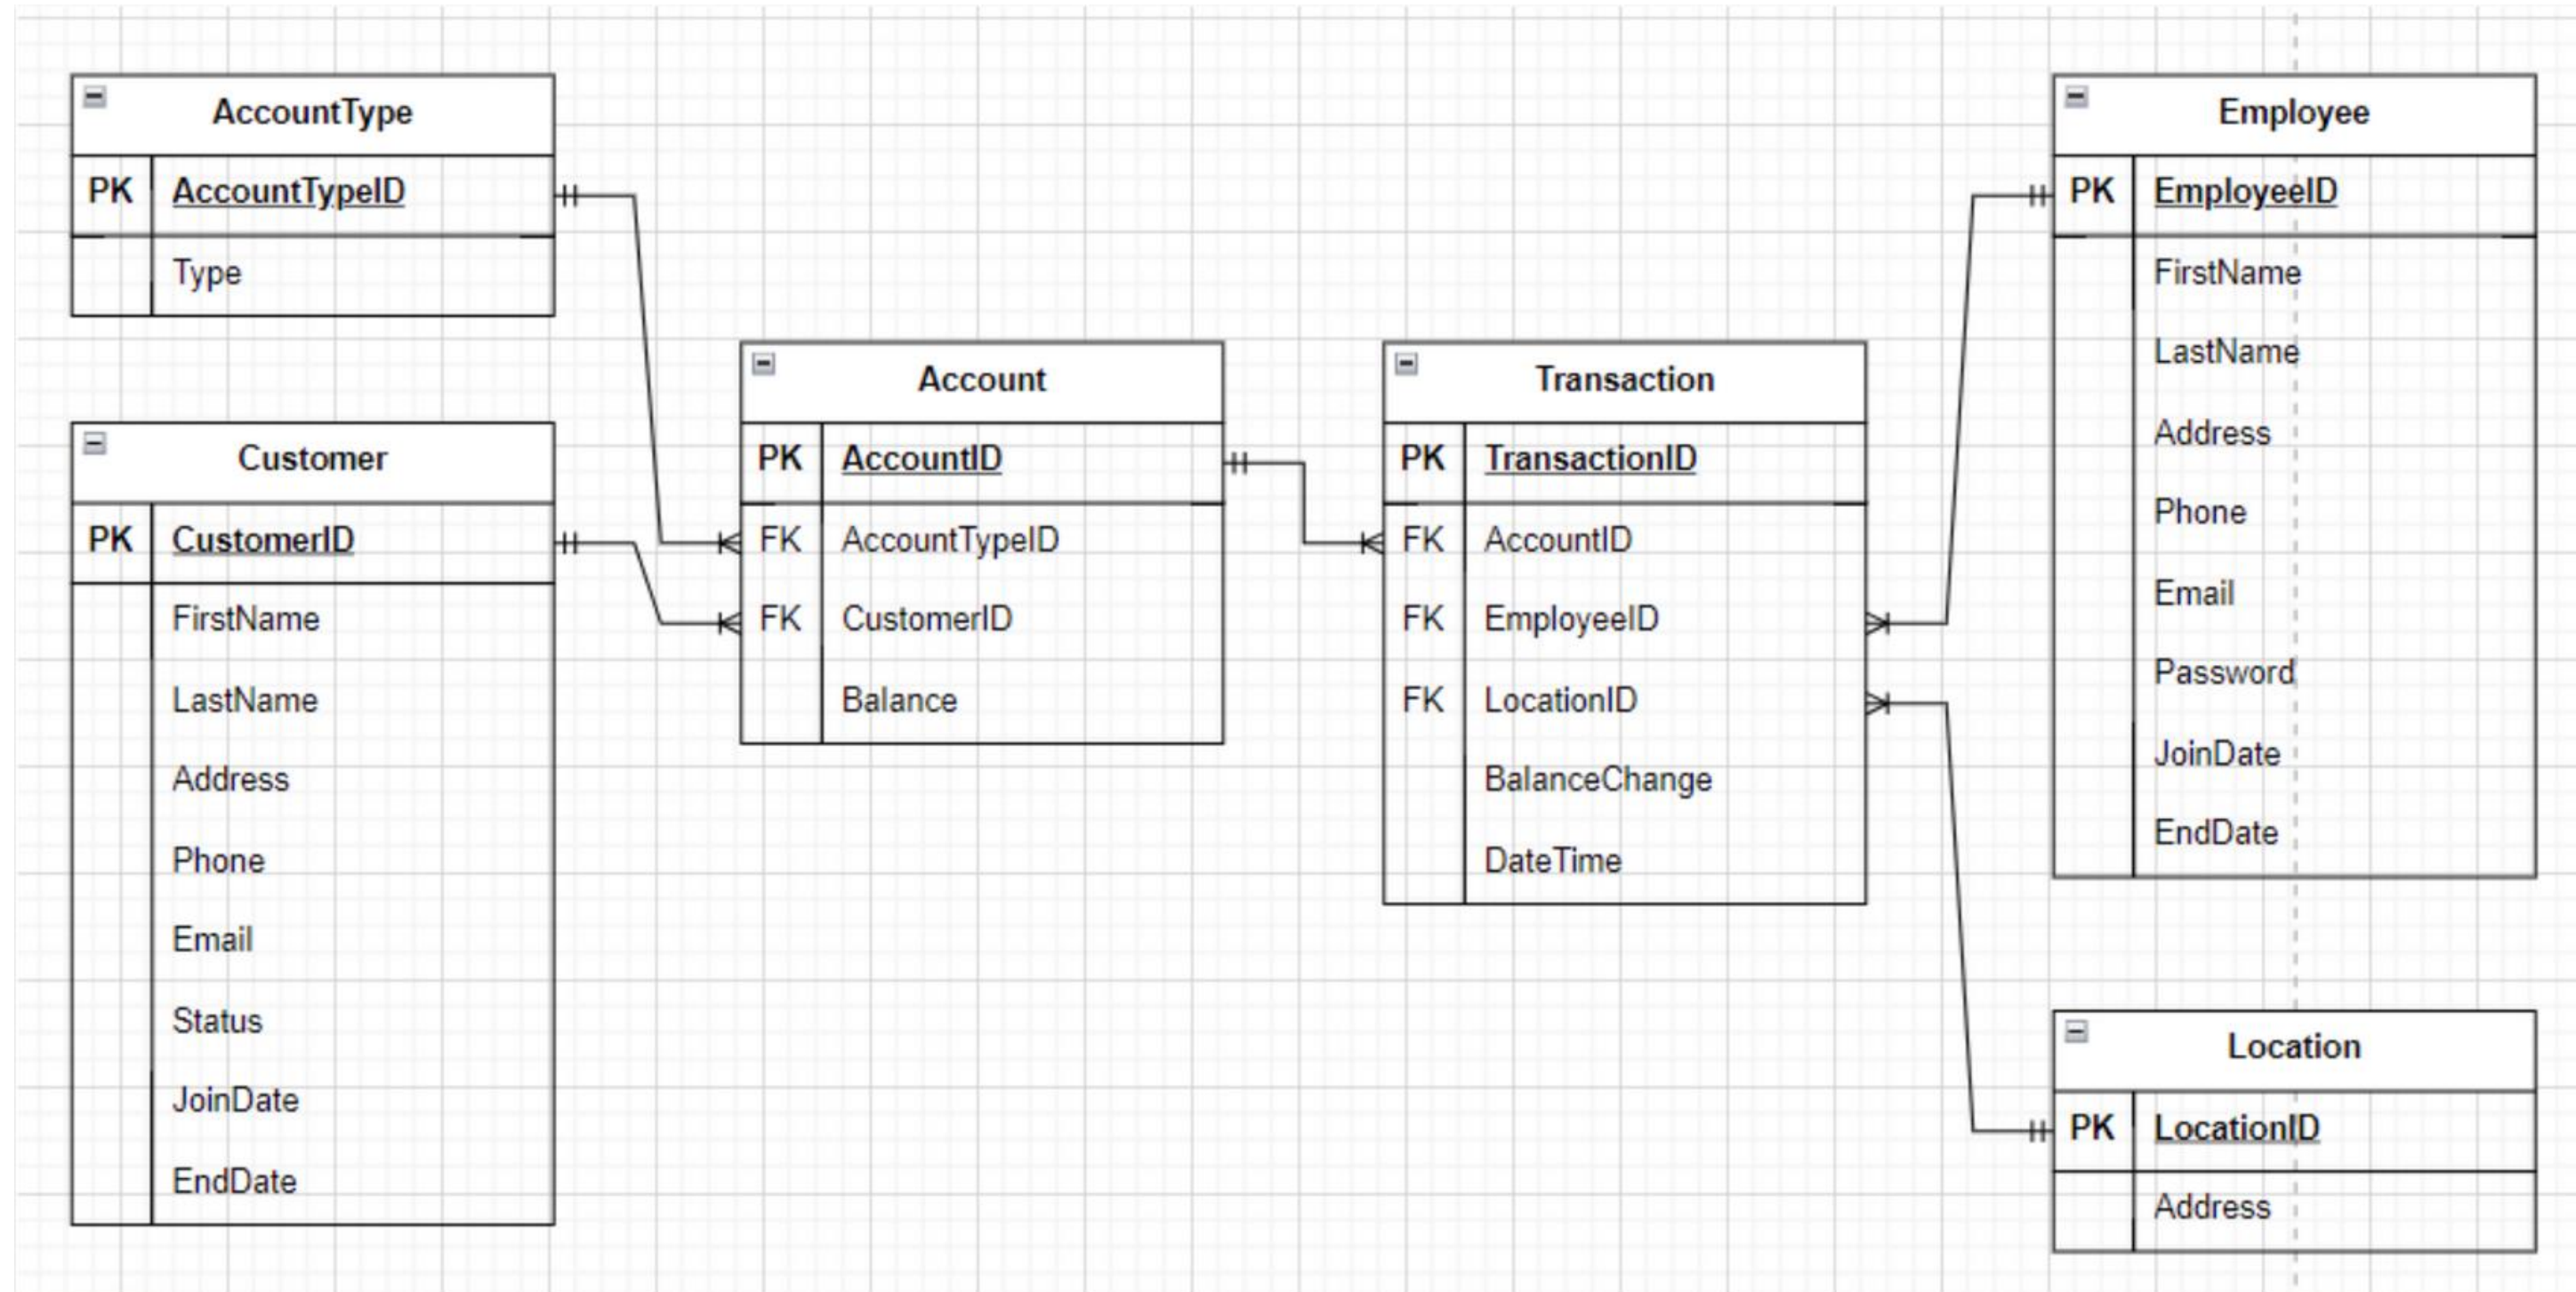 AccountType
PK AccountTypeID
Type
Customer
PK CustomerID
FirstName
LastName
Address
Phone
Email
Status
JoinDate
EndDate
Account
PK AccountID
FK AccountTypeID
FK CustomerID
Balance
Transaction
PK TransactionID
FK AccountID
FK EmployeeID
FK LocationID
BalanceChange
DateTime
Employee
PK EmployeeID
FirstName
LastName
Address
Phone
Email
Password
JoinDate
EndDate
Location
PK LocationID
Address